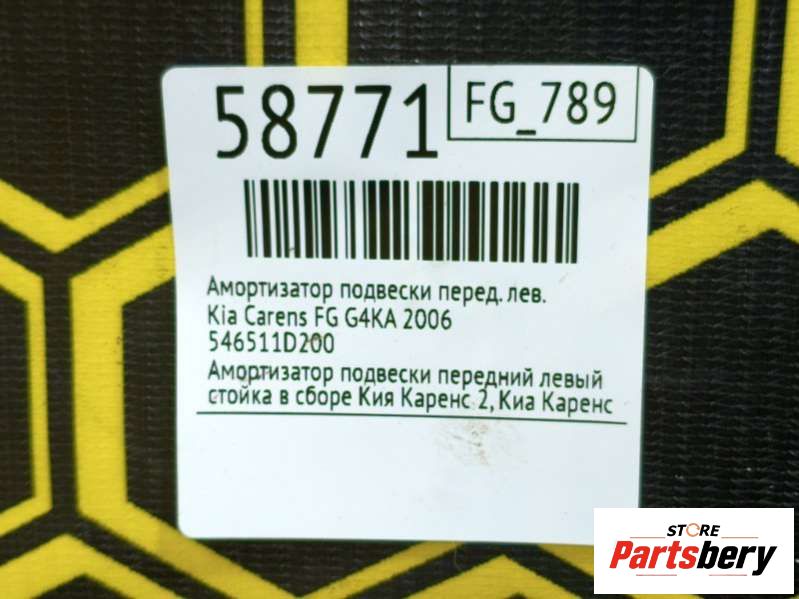 58771
FG_789
Амортизатор подвески перед. лев.
Kia Carens FG G4KA 2006
546511D200
Амортизатор подвески передний левый
стойка в сборе Кия Каренс 2, Киа Каренс
STORE
Partsbery